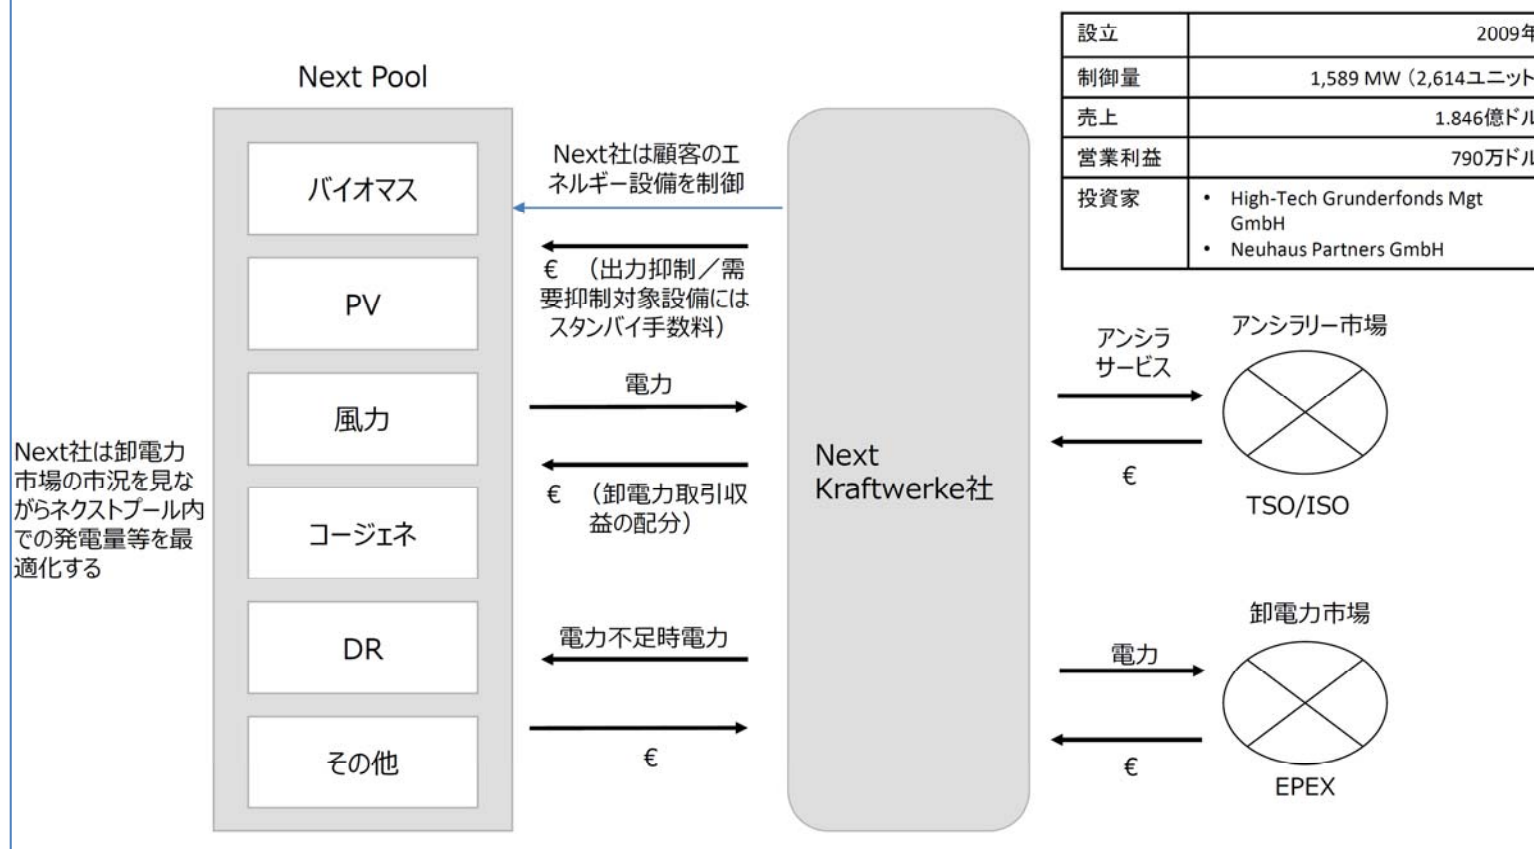 設立 2009年
制御量 1,589 MW（2,614ユニット
売上 1.846億ドル
営業利益 790万ドル
投資家 • High-Tech Grunderfonds Mgt
GmbH
• Neuhaus Partners GmbH
Next Pool
バイオマス
PV
風力
コージェネ
DR
その他
Next社は卸電力
市場の市況を見な
がらネクストプール内
での発電量等を最
適化する
Next社は顧客のエ
ネルギー設備を制御
€ （出力抑制／需
要抑制対象設備には
スタンバイ手数料）
電力
€ （卸電力取引収
益の配分）
電力不足時電力
€
Next
Kraftwerke社
アンシラ
サービス
€
アンシラリー市場
TSO/ISO
電力
€
卸電力市場
EPEX